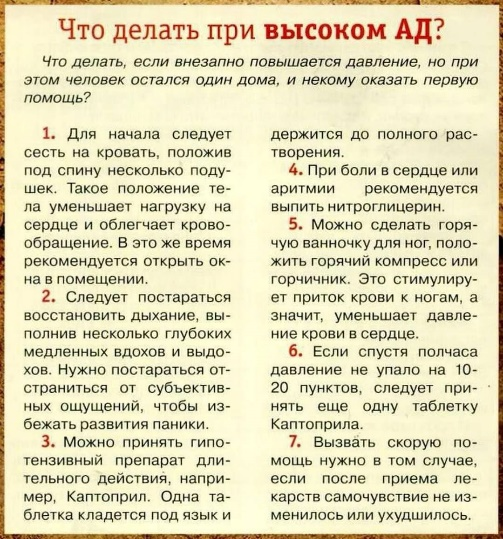 Что делать при высоком АД?
Что делать, если внезапно повышается давление, но при
этом человек остался один дома, и некому оказать первую
помощь?
1. Для начала следует
сесть на кровать, положив
под спину несколько поду-
шек. Такое положение те-
ла уменьшает нагрузку на
сердце и облегчает крово-
обращение. В это же время
рекомендуется открыть ок-
на в помещении.
2. Следует постараться
восстановить дыхание, вы-
полнив несколько глубоких
медленных вдохов и выдо-
хов. Нужно постараться от-
страниться от субъектив-
ных ощущений, чтобы из-
бежать развития паники.
3. Можно принять гипо-
тензивный препарат дли-
тельного действия, напри-
мер, Каптоприл. Одна та-
блетка кладется под язык и
держится до полного рас-
творения.
4. При боли в сердце или
аритмии рекомендуется
выпить нитроглицерин.
5. Можно сделать горя-
чую ванночку для ног, поло-
жить горячий компресс или
горчичник. Это стимулиру-
ет приток крови к ногам, а
значит, уменьшает давле-
ние крови в сердце.
6. Если спустя полчаса
давление не упало на 10-
20 пунктов, следует при-
нять еще одну таблетку
Каптоприла.
7. Вызвать скорую по-
мощь нужно в том случае,
если после приема ле-
карств самочувствие не из-
менилось или ухудшилось.